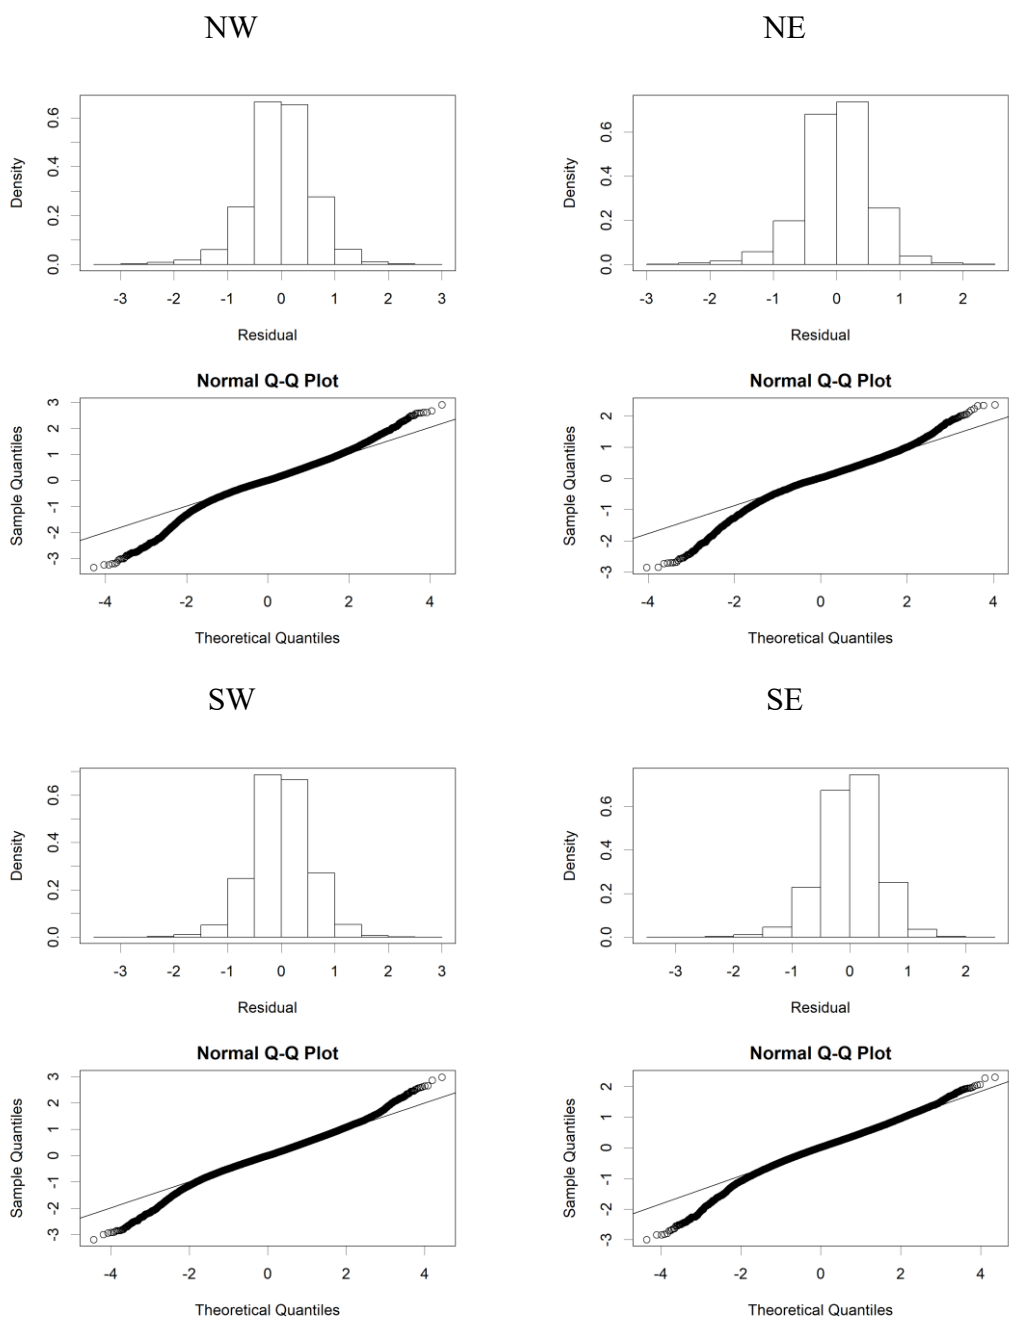 NW
NE
Density
0.0 0.2 0.4 0.6
-3 -2 -1 0 1 2 3
Residual
Density
0.0 0.2 0.4 0.6
-3 -2 -1 0 1 2
Residual
Normal Q-Q Plot
Sample Quantiles
-3 -2 -1 0 1 2 3
-4 -2 0 2 4
Theoretical Quantiles
Normal Q-Q Plot
Sample Quantiles
-3 -2 -1 0 1 2
-4 -2 0 2 4
Theoretical Quantiles
SW
SE
Density
0.0 0.2 0.4 0.6
-3 -2 -1 0 1 2 3
Residual
Density
0.0 0.2 0.4 0.6
-3 -2 -1 0 1 2
Residual
Normal Q-Q Plot
Sample Quantiles
-3 -2 -1 0 1 2 3
-4 -2 0 2 4
Theoretical Quantiles
Normal Q-Q Plot
Sample Quantiles
-3 -2 -1 0 1 2
-4 -2 0 2 4
Theoretical Quantiles